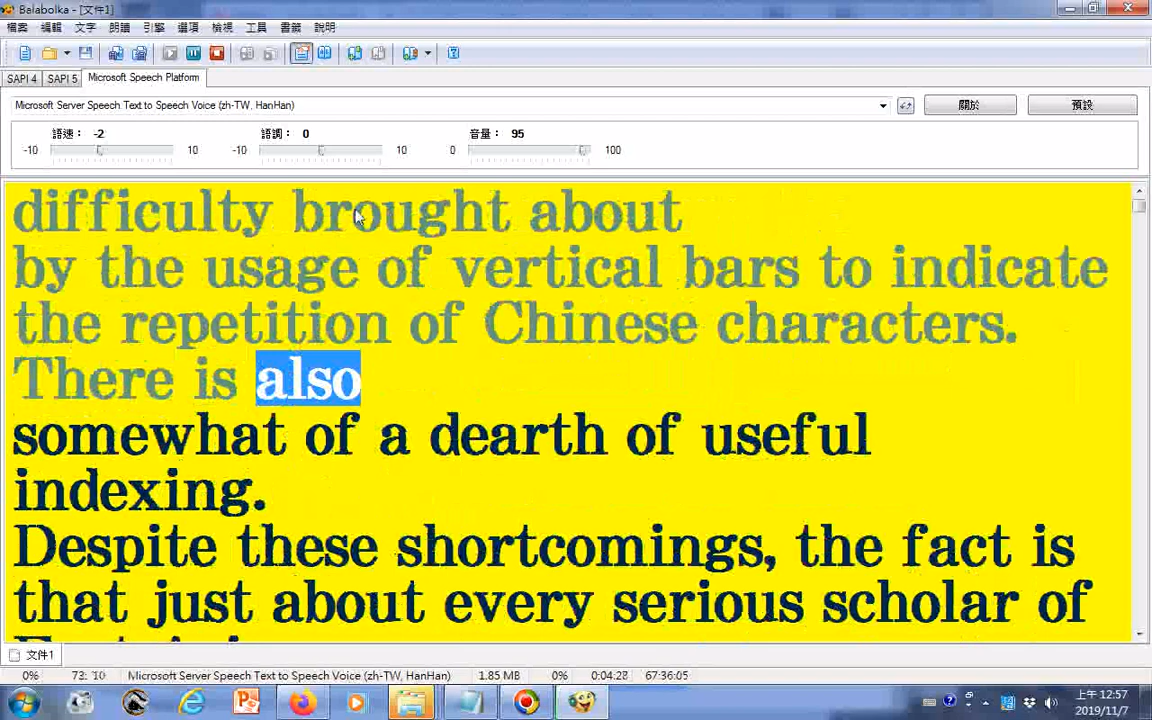 Balabolka - [文件1]
檔案 編輯 文字 朗讀 引擎 選項 檢視 工具 書籤 說明
SAPI 4 SAPI 5 Microsoft Speech Platform
Microsoft Server Speech Text to Speech Voice (zh-TW, HanHan) 關於 預設
語速： -2 語調： 0 音量： 95
-10 10 -10 10 0 100
difficulty brought about
by the usage of vertical bars to indicate
the repetition of Chinese characters.
There is also
somewhat of a dearth of useful
indexing.
Despite these shortcomings, the fact is
that just about every serious scholar of
文件1
0% 73: 10 Microsoft Server Speech Text to Speech Voice (zh-TW, HanHan) 1.85 MB 0% 0:04:28 67:36:05
上午 12:57
2019/11/7